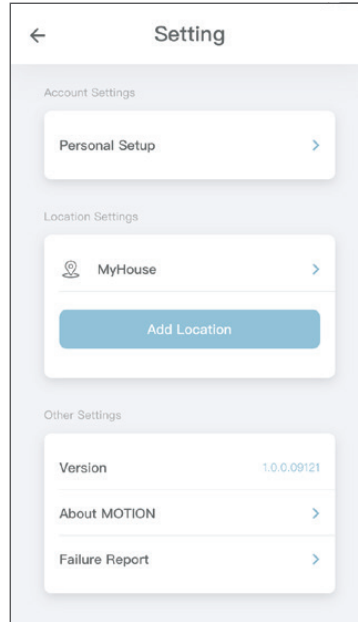 Setting
Account Settings
Personal Setup
Location Settings
MyHouse
Add Location
Other Settings
Version 1.0.0.09121
About MOTION
Failure Report